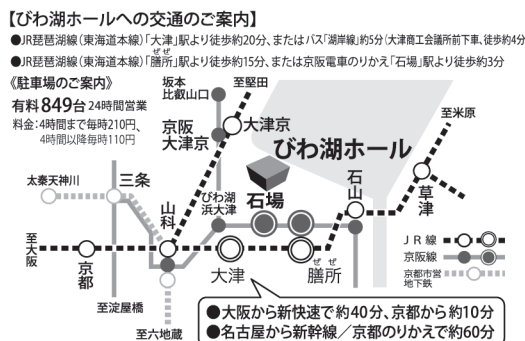 【びわ湖ホールへの交通のご案内】
●JR琵琶湖線(東海道本線)「大津」駅より徒歩約20分、またはバス「湖岸線」約5分(大津商工会議所前下車、徒歩約4分
ぜぜ
●JR琵琶湖線(東海道本線)「膳所」駅より徒歩約15分、または京阪電車のりかえ「石場」駅より徒歩約3分
《駐車場のご案内》
有料849台 24時間営業
料金:4時間まで毎時210円、
4時間以降毎時110円
坂本
比叡山口
至堅田
京阪
大津京
大津京
至米原
びわ湖ホール
太秦天神川
三条
山科
びわ湖
浜大津
石場
石山
草津
至大阪
京都
大津
ぜぜ
膳所
JR線
京阪線
京都市営
地下鉄
至淀屋橋
至六地蔵
●大阪から新快速で約40分、京都から約10分
●名古屋から新幹線/京都のりかえで約60分